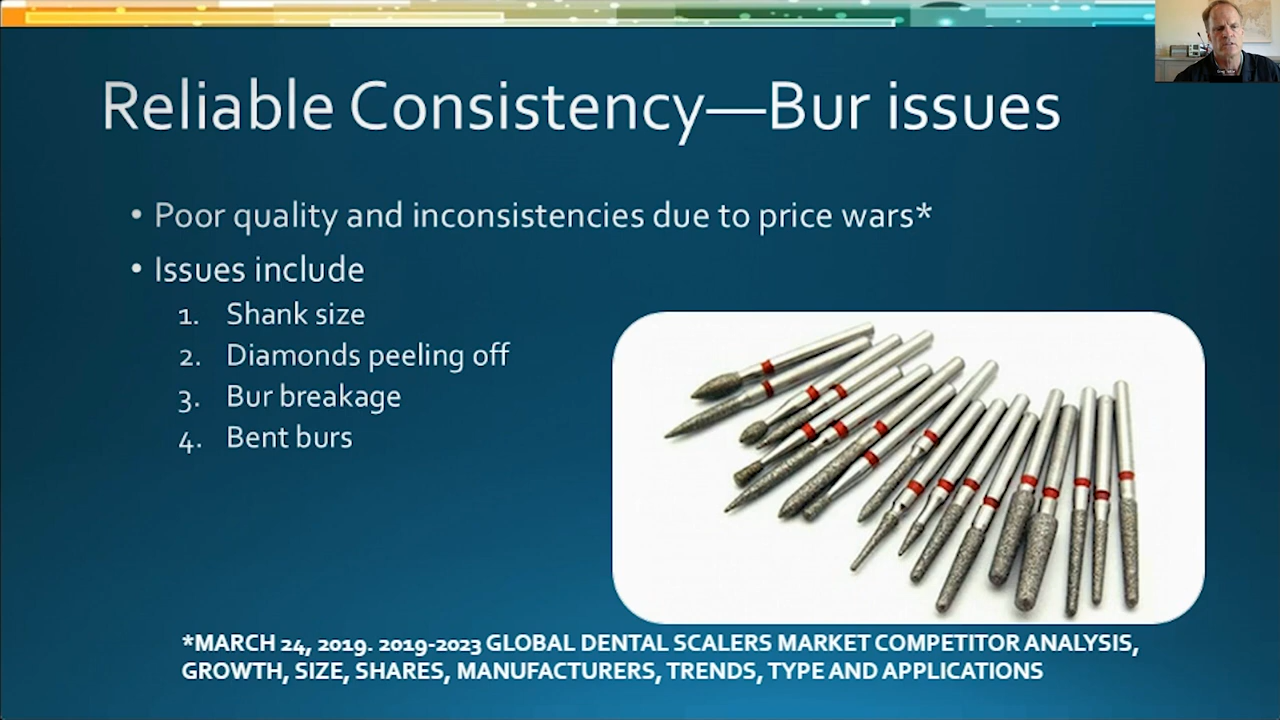 Reliable Consistency—Bur issues
• Poor quality and inconsistencies due to price wars*
• Issues include
1. Shank size
2. Diamonds peeling off
3. Bur breakage
4. Bent burs
*MARCH 24, 2019. 2019-2023 GLOBAL DENTAL SCALERS MARKET COMPETITOR ANALYSIS,
GROWTH, SIZE, SHARES, MANUFACTURERS, TRENDS, TYPE AND APPLICATIONS